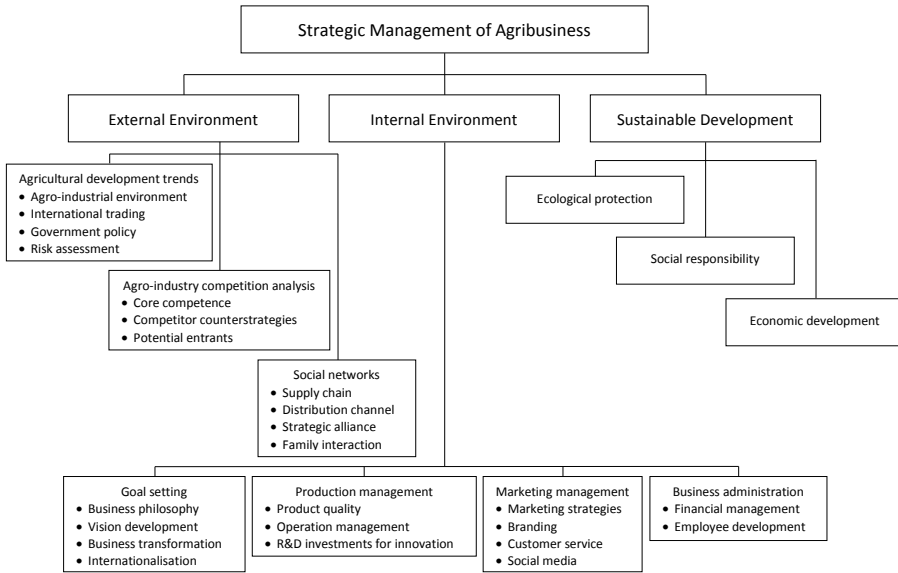 Strategic Management of Agribusiness
External Environment
Internal Environment
Sustainable Development
Agricultural development trends
• Agro-industrial environment
• International trading
• Government policy
• Risk assessment
Ecological protection
Social responsibility
Agro-industry competition analysis
• Core competence
• Competitor counterstrategies
• Potential entrants
Economic development
Social networks
• Supply chain
• Distribution channel
• Strategic alliance
• Family interaction
Goal setting
• Business philosophy
• Vision development
• Business transformation
• Internationalisation
Production management
• Product quality
• Operation management
• R&D investments for innovation
Marketing management
• Marketing strategies
• Branding
• Customer service
• Social media
Business administration
• Financial management
• Employee development